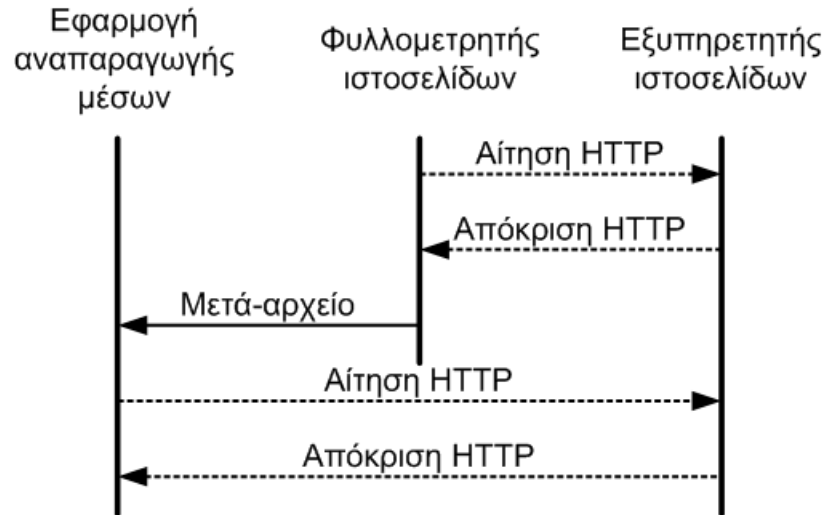 Εφαρμογή
αναπαραγωγής
μέσων
Φυλλομετρητής
ιστοσελίδων
Εξυπηρετητής
ιστοσελίδων
Αίτηση HTTP
Απόκριση HTTP
Μετά-αρχείο
Αίτηση HTTP
Απόκριση HTTP